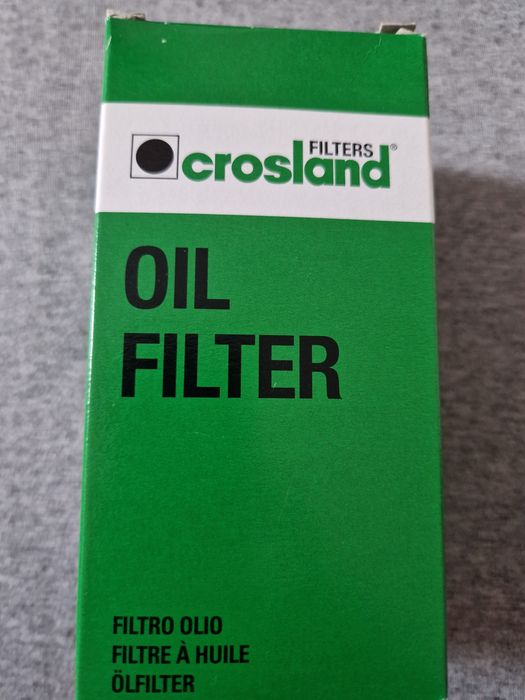 FILTERS®
crosland
OIL
FILTER
FILTRO OLIO
FILTRE À HUILE
ÖLFILTER